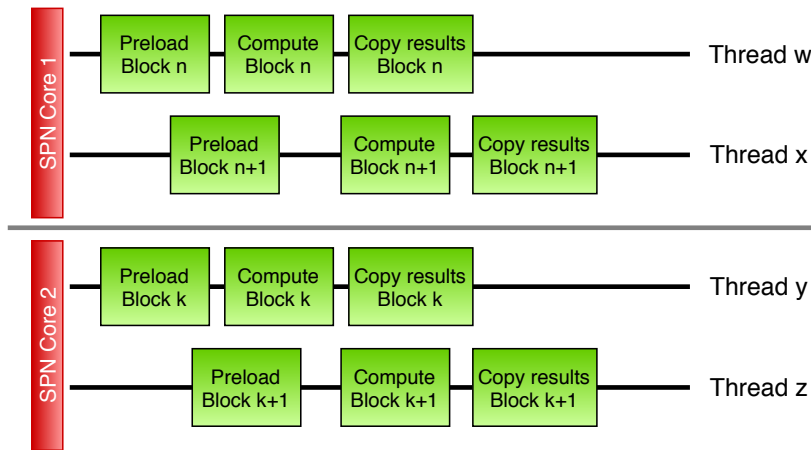 SPN Core 1
Preload
Block n
Compute
Block n
Copy results
Block n
Thread w
Preload
Block n+1
Compute
Block n+1
Copy results
Block n+1
Thread x
SPN Core 2
Preload
Block k
Compute
Block k
Copy results
Block k
Thread y
Preload
Block k+1
Compute
Block k+1
Copy results
Block k+1
Thread z